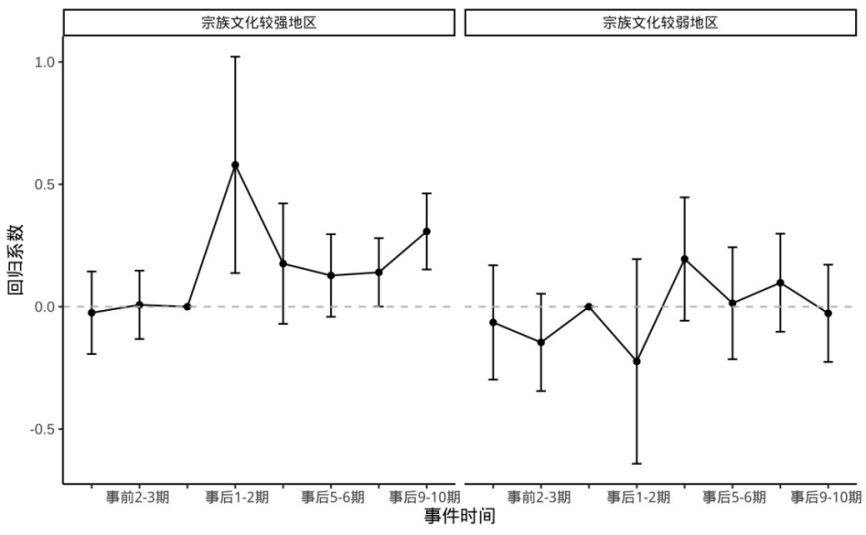 宗族文化较强地区
宗族文化较弱地区
1.0
0.5
0.0
-0.5
回归系数
事前2-3期
事后1-2期
事后5-6期
事后9-10期
事前2-3期
事后1-2期
事后5-6期
事后9-10期
事件时间